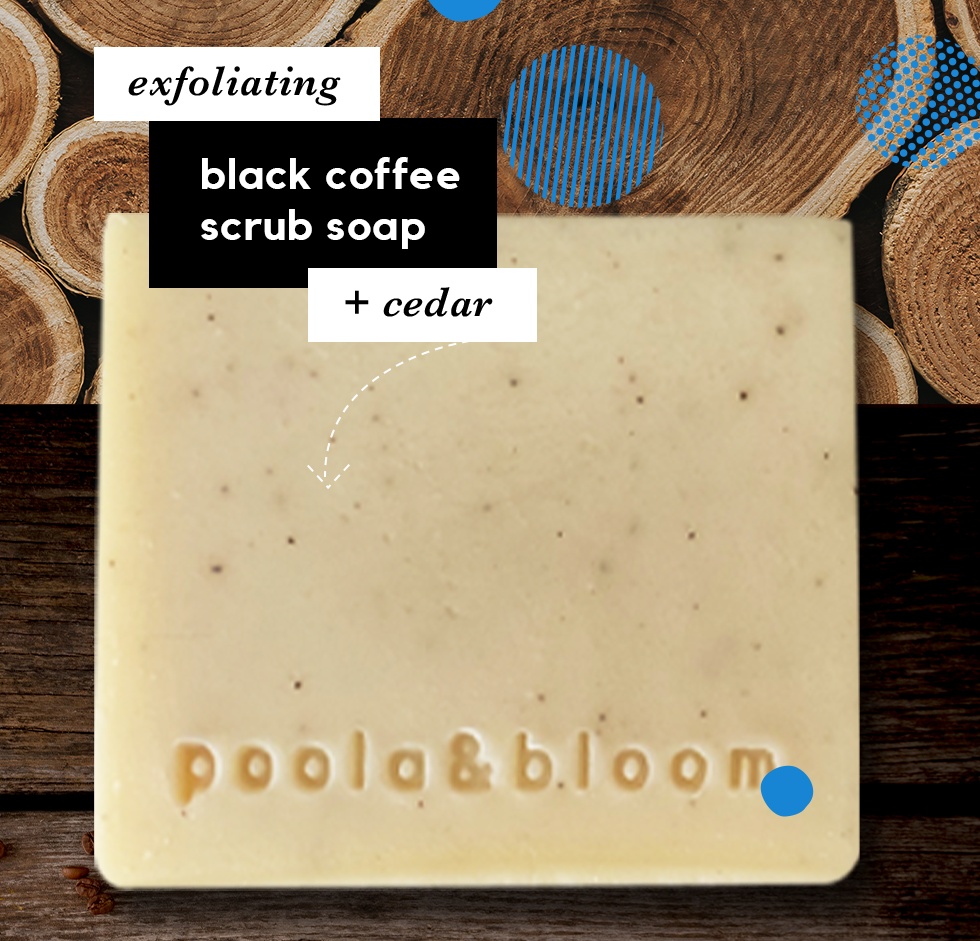 exfoliating
black coffee
scrub soap
+ cedar
poola&bloom